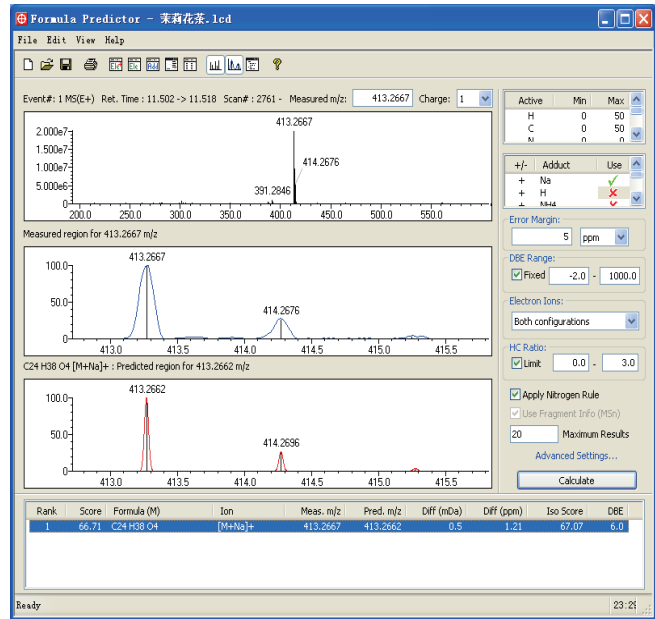 Formula Predictor - 茉莉花茶.lcd
File Edit View Help
Event#: 1 MS(E+) Ret. Time : 11.502 -> 11.518 Scan# : 2761 - Measured m/z: 413.2667 Charge: 1
413.2667
2.000e7
1.500e7
1.000e7
5.000e6
0
414.2676
391.2846
200.0 250.0 300.0 350.0 400.0 450.0 500.0 550.0
Measured region for 413.2667 m/z
413.2667
100.0
50.0
0
414.2676
413.0 413.5 414.0 414.5 415.0 415.5
C24 H38 O4 [M+Na]+ : Predicted region for 413.2662 m/z
413.2662
100.0
50.0
0
414.2696
413.0 413.5 414.0 414.5 415.0 415.5
Active Min Max
H 0 50
C 0 50
N 0 0
+/- Adduct Use
+ Na
+ H
+ NH4
Error Margin:
5 ppm
DBE Range:
Fixed -2.0 - 1000.0
Electron Ions:
Both configurations
HC Ratio:
Limit 0.0 - 3.0
Apply Nitrogen Rule
Use Fragment Info (MSn)
20 Maximum Results
Advanced Settings...
Calculate
Rank Score Formula (M) Ion Meas. m/z Pred. m/z Diff (mDa) Diff (ppm) Iso Score DBE
1 66.71 C24 H38 O4 [M+Na]+ 413.2667 413.2662 0.5 1.21 67.07 6.0
Ready